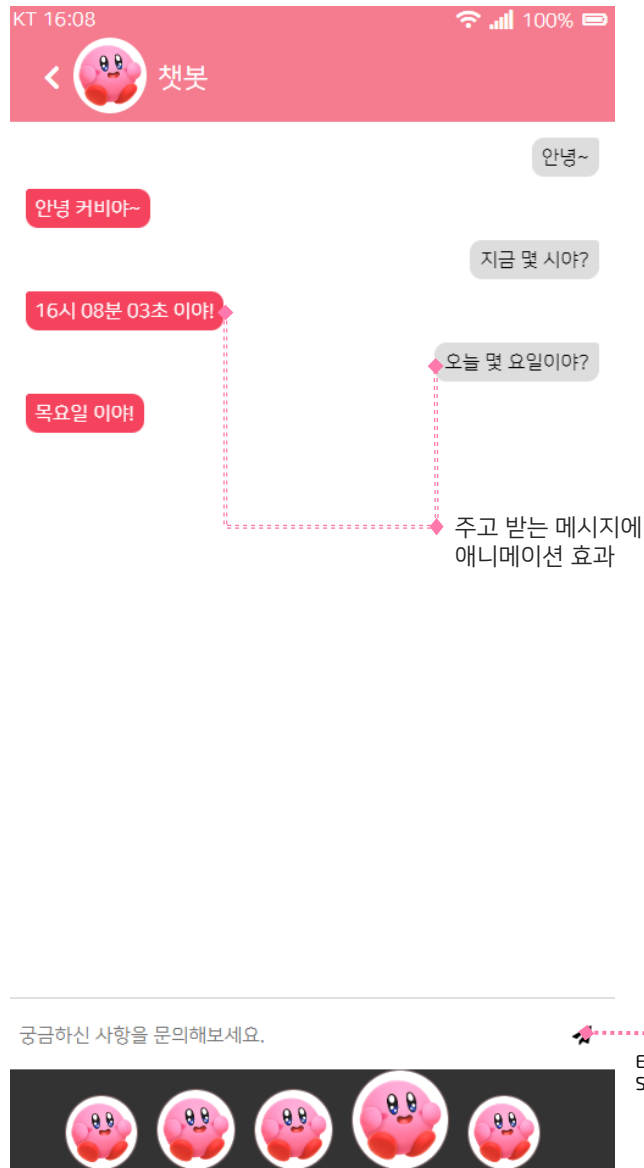 KT 16:08
100%
챗봇
안녕~
안녕 커비야~
지금 몇 시야?
16시 08분 03초 이야!
오늘 몇 요일이야?
목요일 이야!
주고 받는 메시지에
애니메이션 효과
궁금하신 사항을 문의해보세요.